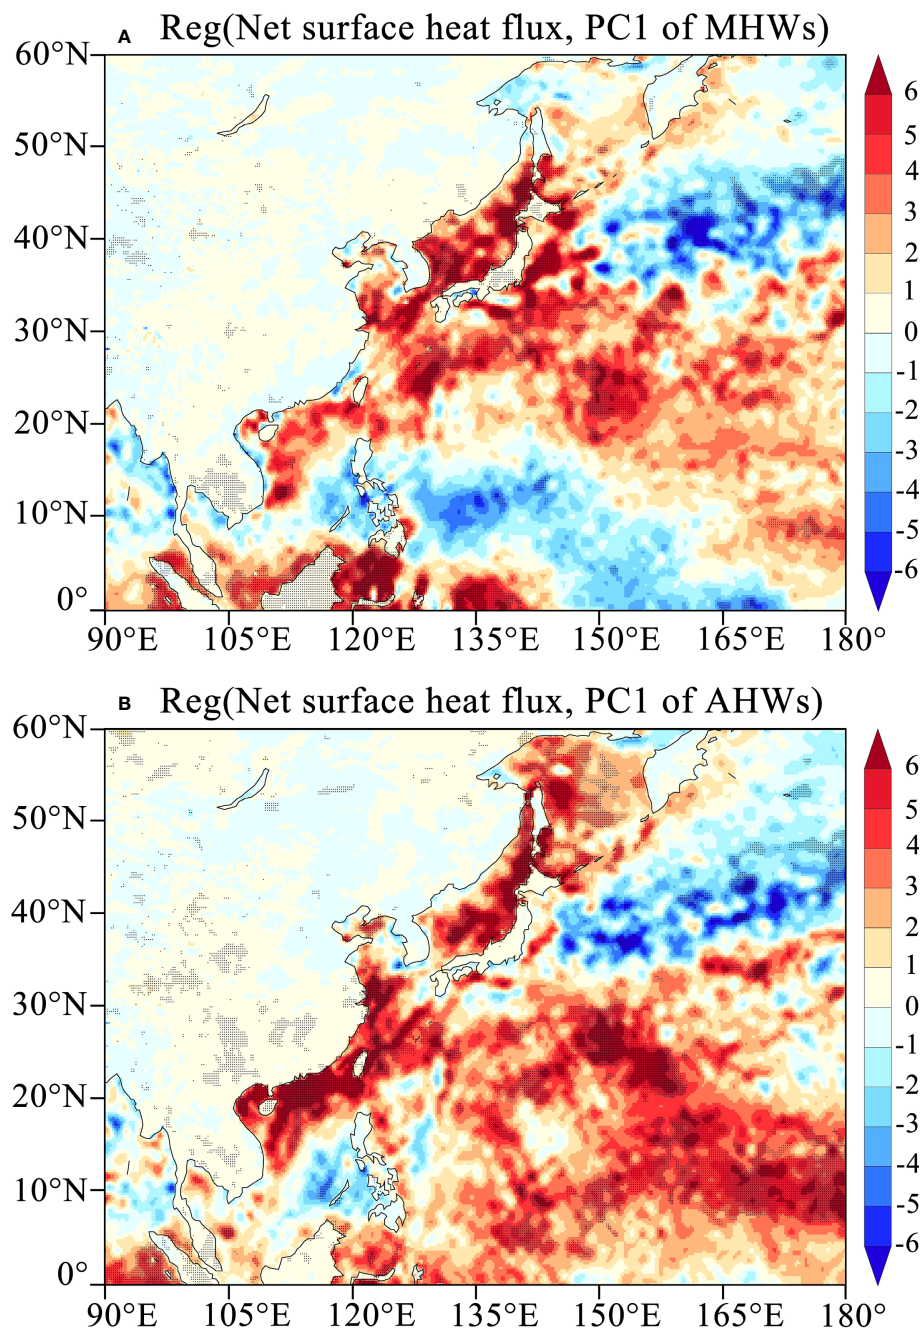 A Reg(Net surface heat flux, PC1 of MHWs)
60°N
50°N
40°N
30°N
20°N
10°N
0°
90°E 105°E 120°E 135°E 150°E 165°E 180°
6
5
4
3
2
1
0
-1
-2
-3
-4
-5
-6
B Reg(Net surface heat flux, PC1 of AHWs)
60°N
50°N
40°N
30°N
20°N
10°N
0°
90°E 105°E 120°E 135°E 150°E 165°E 180°
6
5
4
3
2
1
0
-1
-2
-3
-4
-5
-6